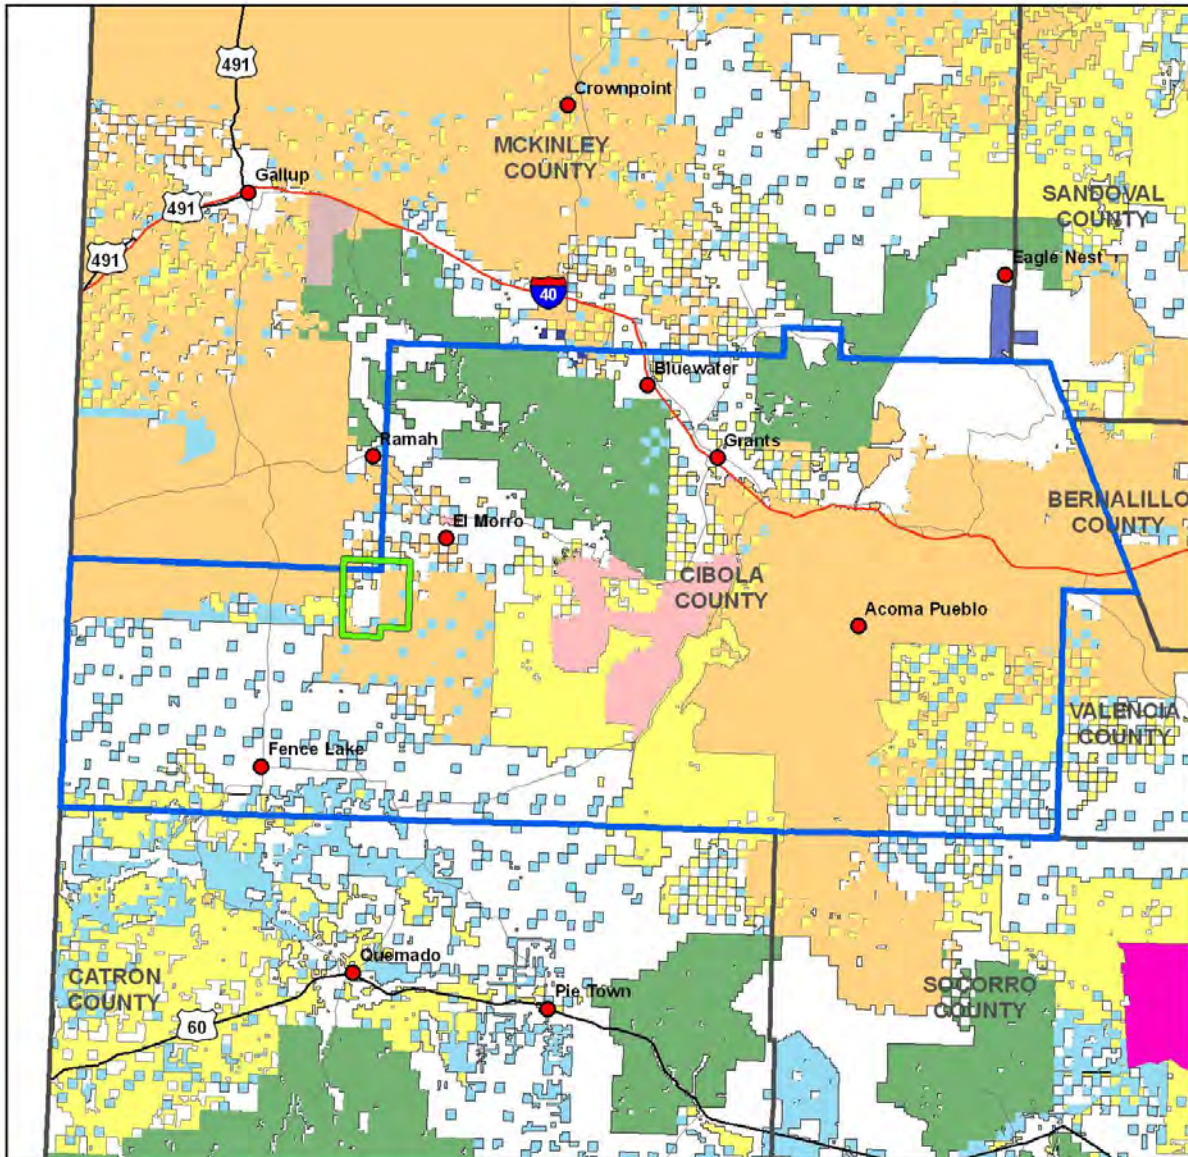 491
Crownpoint
MCKINLEY
COUNTY
Gallup
491
SANDOVAL
COUNTY
491
Eagle Nest
40
Bluewater
Ramah
Grants
El Morro
BERNALILLO
COUNTY
CIBOLA
COUNTY
Acoma Pueblo
VALENCIA
COUNTY
Fence Lake
Quemado
CATRON
COUNTY
Pie Town
SOCORRO
COUNTY
60